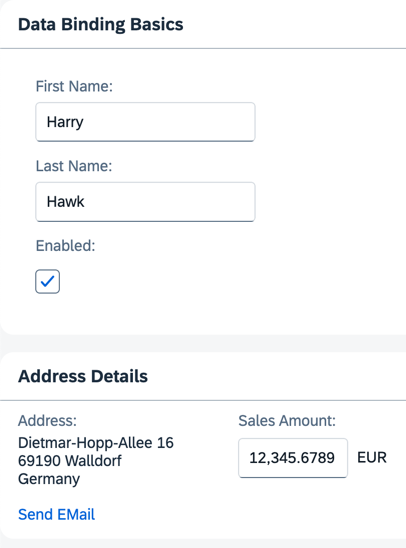 Data Binding Basics
First Name:
Harry
Last Name:
Hawk
Enabled:
Address Details
Address:
Dietmar-Hopp-Allee 16
69190 Walldorf
Germany
Send EMail
Sales Amount:
12,345.6789 EUR